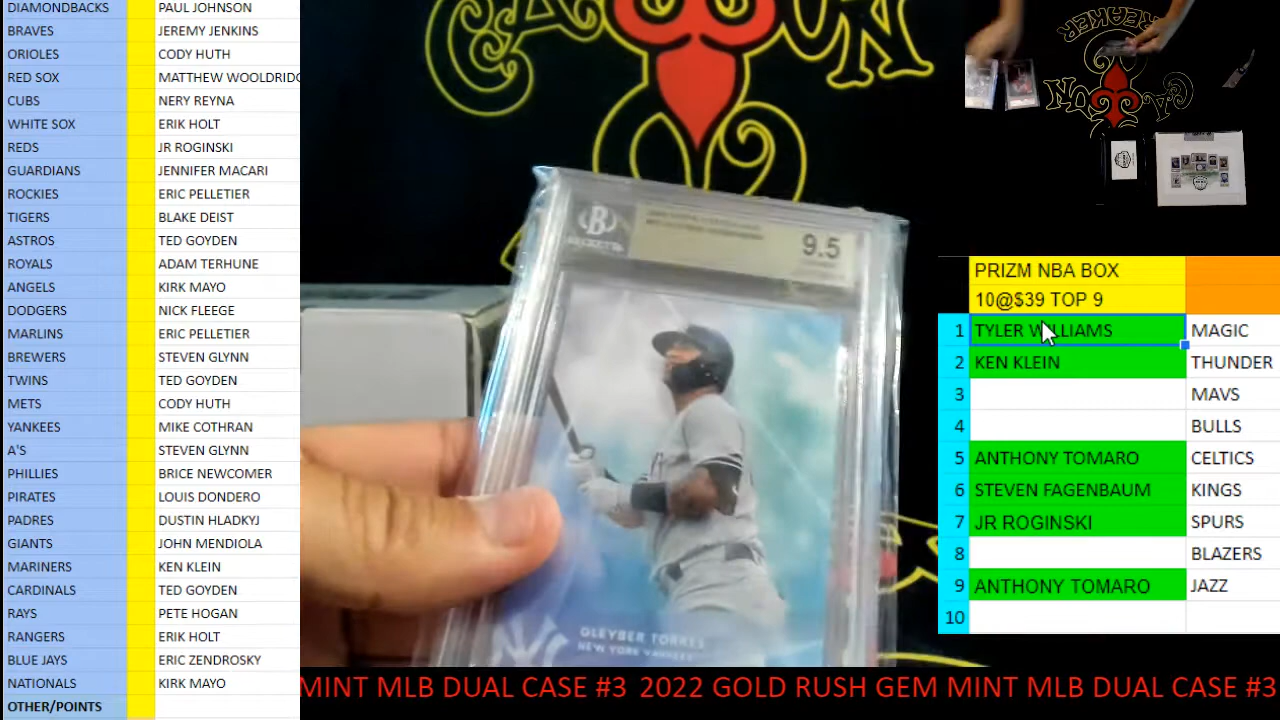 DIAMONDBACKS PAUL JOHNSON
BRAVES JEREMY JENKINS
ORIOLES CODY HUTH
RED SOX MATTHEW WOOLDRIDG
CUBS NERY REYNA
WHITE SOX ERIK HOLT
REDS JR ROGINSKI
GUARDIANS JENNIFER MACARI
ROCKIES ERIC PELLETIER
TIGERS BLAKE DEIST
ASTROS TED GOYDEN
ROYALS ADAM TERHUNE
ANGELS KIRK MAYO
DODGERS NICK FLEEGE
MARLINS ERIC PELLETIER
BREWERS STEVEN GLYNN
TWINS TED GOYDEN
METS CODY HUTH
YANKEES MIKE COTHRAN
A'S STEVEN GLYNN
PHILLIES BRICE NEWCOMER
PIRATES LOUIS DONDERO
PADRES DUSTIN HLADKYJ
GIANTS JOHN MENDIOLA
MARINERS KEN KLEIN
CARDINALS TED GOYDEN
RAYS PETE HOGAN
RANGERS ERIK HOLT
BLUE JAYS ERIC ZENDROSKY
NATIONALS KIRK MAYO
OTHER/POINTS
CAJUN
B
BECKETT
9.5
GLEYBER TORRES
NEW YORK YANKEES
BREAKER
CAJUN
PRIZM NBA BOX
10@$39 TOP 9
1 TYLER WILLIAMS MAGIC
2 KEN KLEIN THUNDER
3 MAVS
4 BULLS
5 ANTHONY TOMARO CELTICS
6 STEVEN FAGENBAUM KINGS
7 JR ROGINSKI SPURS
8 BLAZERS
9 ANTHONY TOMARO JAZZ
10
MINT MLB DUAL CASE #3 2022 GOLD RUSH GEM MINT MLB DUAL CASE #3